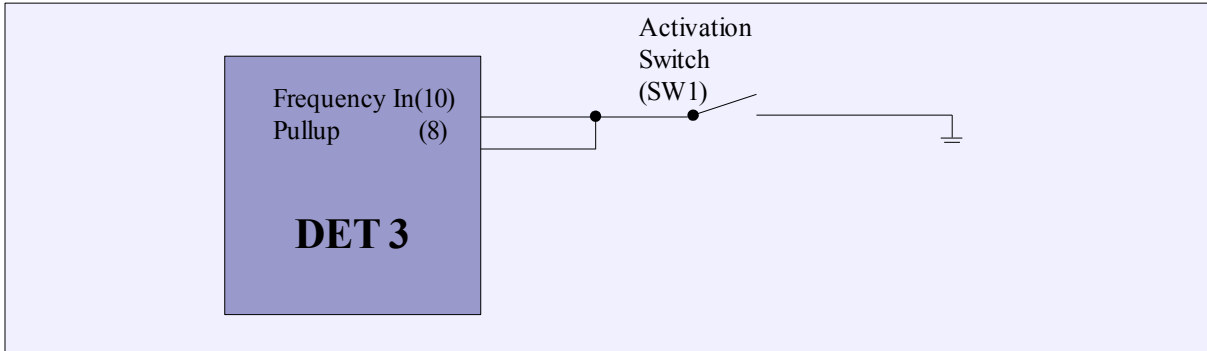 Activation
Switch
(SW1)
Frequency In(10)
Pullup (8)
DET 3